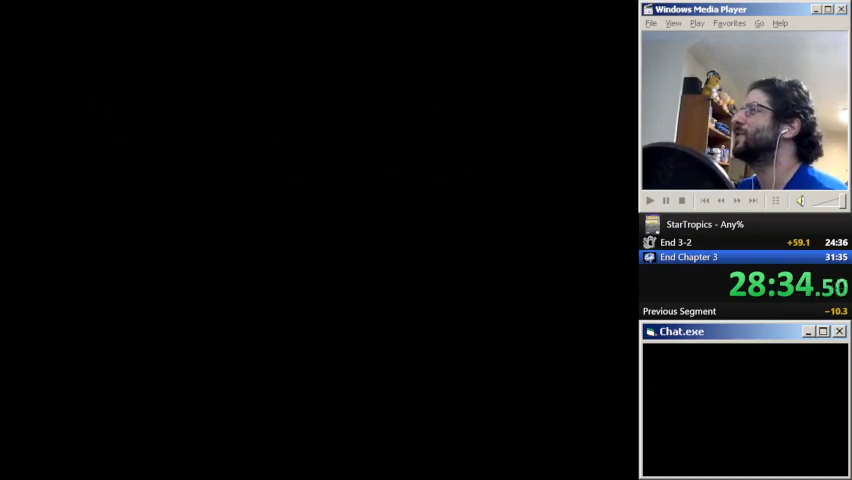 Windows Media Player
File View Play Favorites Go Help
StarTropics - Any%
End 3-2 +59.1 24:36
End Chapter 3 31:35
28:34.50
Previous Segment −10.3
Chat.exe